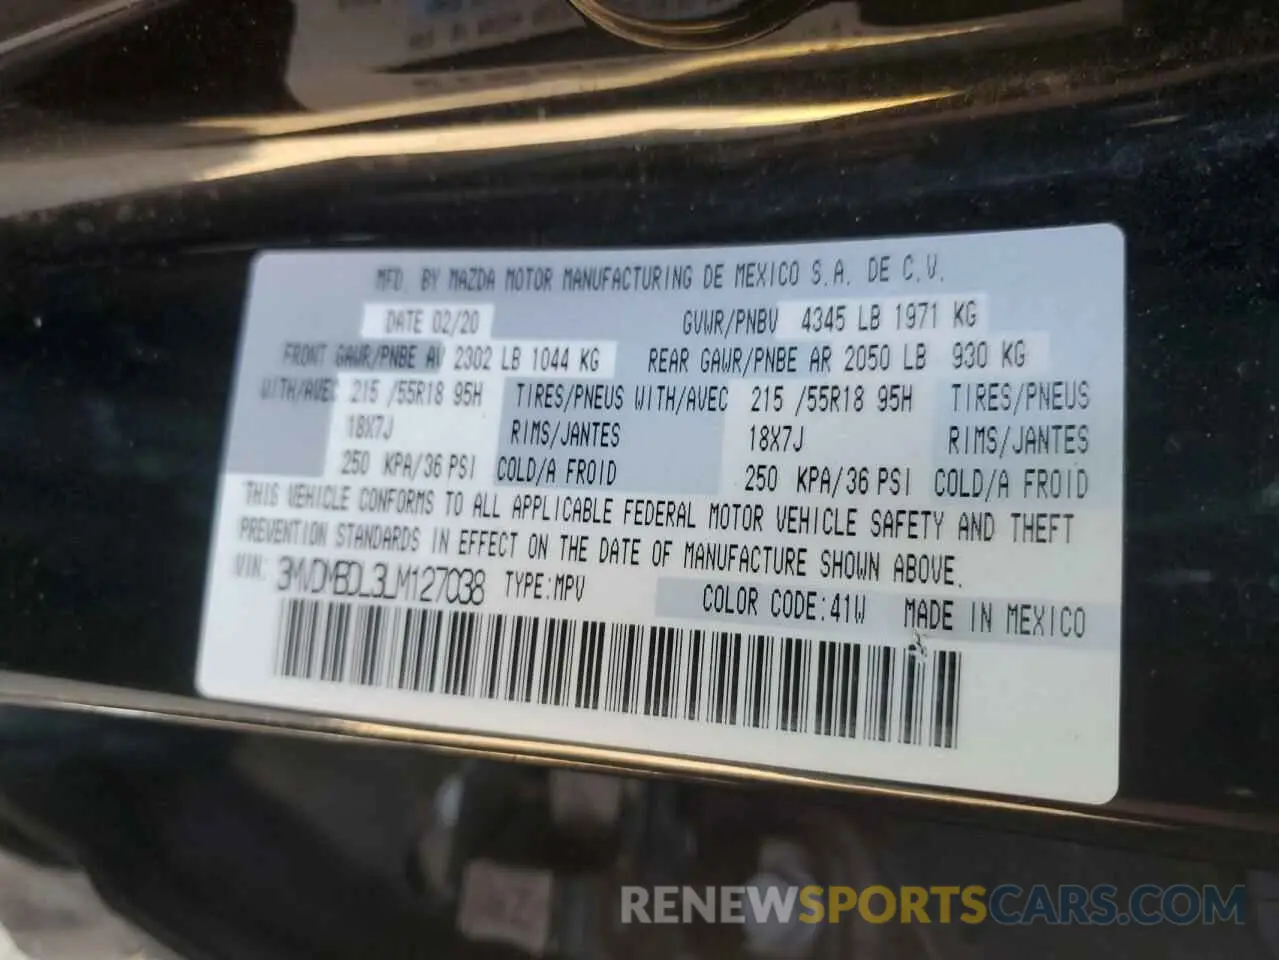 MFD. BY MAZDA MOTOR MANUFACTURING DE MEXICO S.A. DE C.V.
DATE 02/20 GVWR/PNBV 4345 LB 1971 KG
FRONT GAWR/PNBE AV 2302 LB 1044 KG REAR GAWR/PNBE AR 2050 LB 930 KG
WITH/AVEC 215 /55R18 95H TIRES/PNEUS WITH/AVEC 215 /55R18 95H TIRES/PNEUS
18X7J RIMS/JANTES 18X7J RIMS/JANTES
250 KPA/36 PSI COLD/A FROID 250 KPA/36 PSI COLD/A FROID
THIS VEHICLE CONFORMS TO ALL APPLICABLE FEDERAL MOTOR VEHICLE SAFETY AND THEFT
PREVENTION STANDARDS IN EFFECT ON THE DATE OF MANUFACTURE SHOWN ABOVE.
VIN: 3MVDMBDL3LM127038 TYPE:MPV COLOR CODE:41W MADE IN MEXICO
RENEWSPORTSCARS.COM